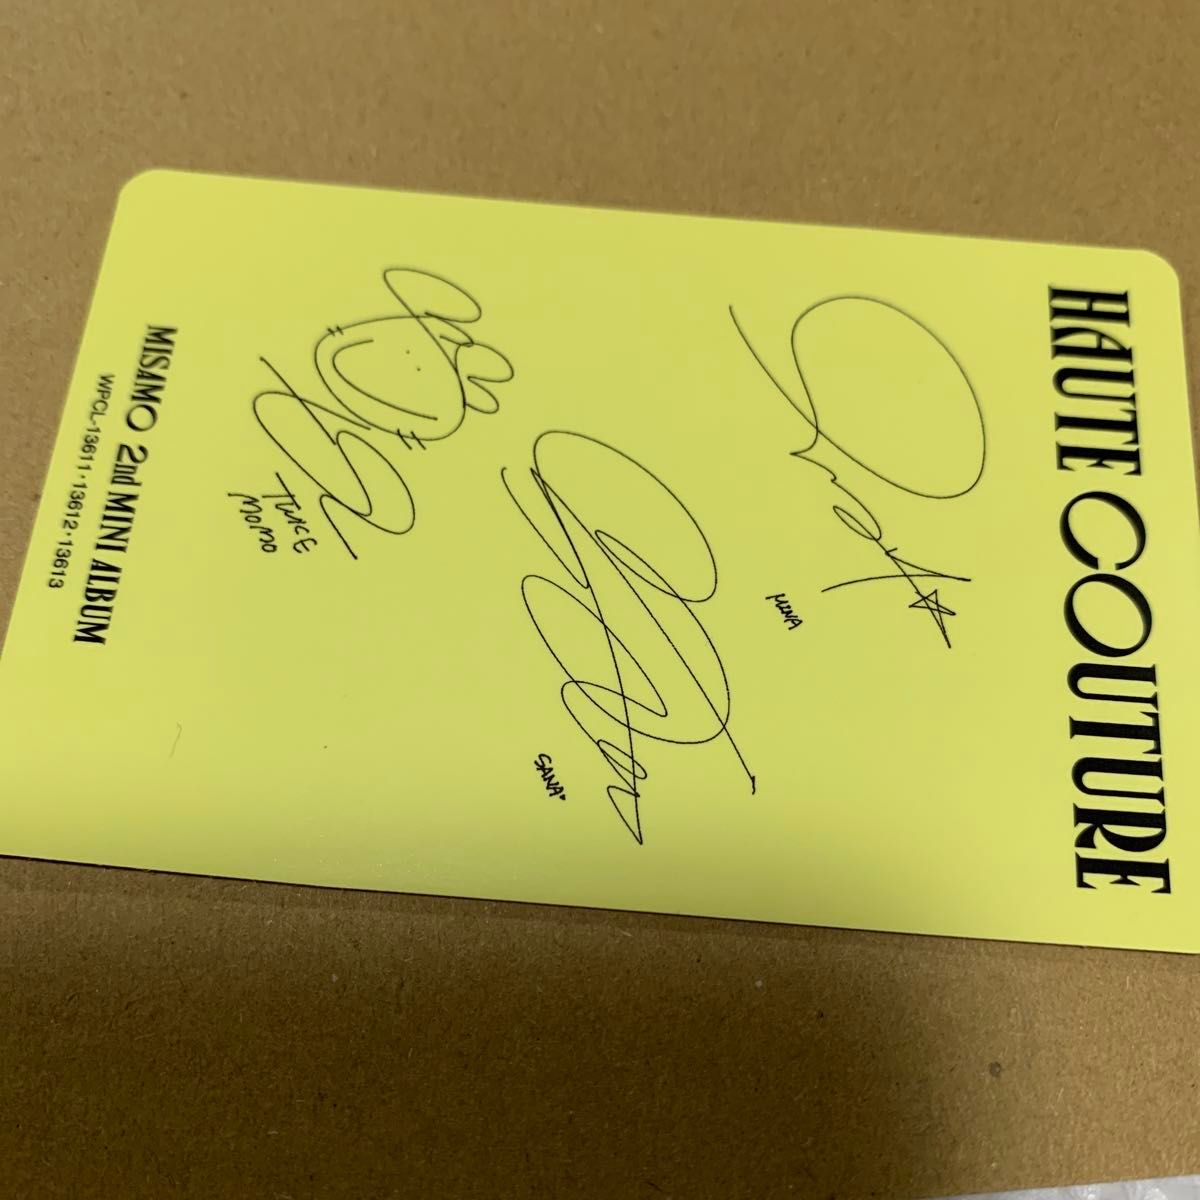 HAUTE COUTURE
MINA
SANA
TWICE
MOMO
MISAMO 2nd MINI ALBUM
WPCL-13611・13612・13613